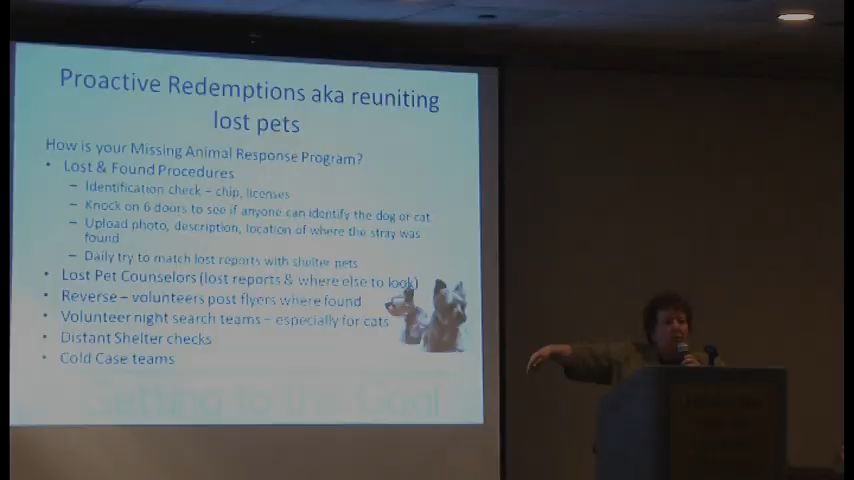 Proactive Redemptions aka reuniting
lost pets
How is your Missing Animal Response Program?
• Lost & Found Procedures
– Identification check – chip, licenses
– Knock on 6 doors to see if anyone can identify the dog or cat
– Upload photo, description, location of where the stray was
found
– Daily try to match lost reports with shelter pets
• Lost Pet Counselors (lost reports & where else to look)
• Reverse – volunteers post flyers where found
• Volunteer night search teams – especially for cats
• Distant Shelter checks
• Cold Case teams
Getting to the Goal